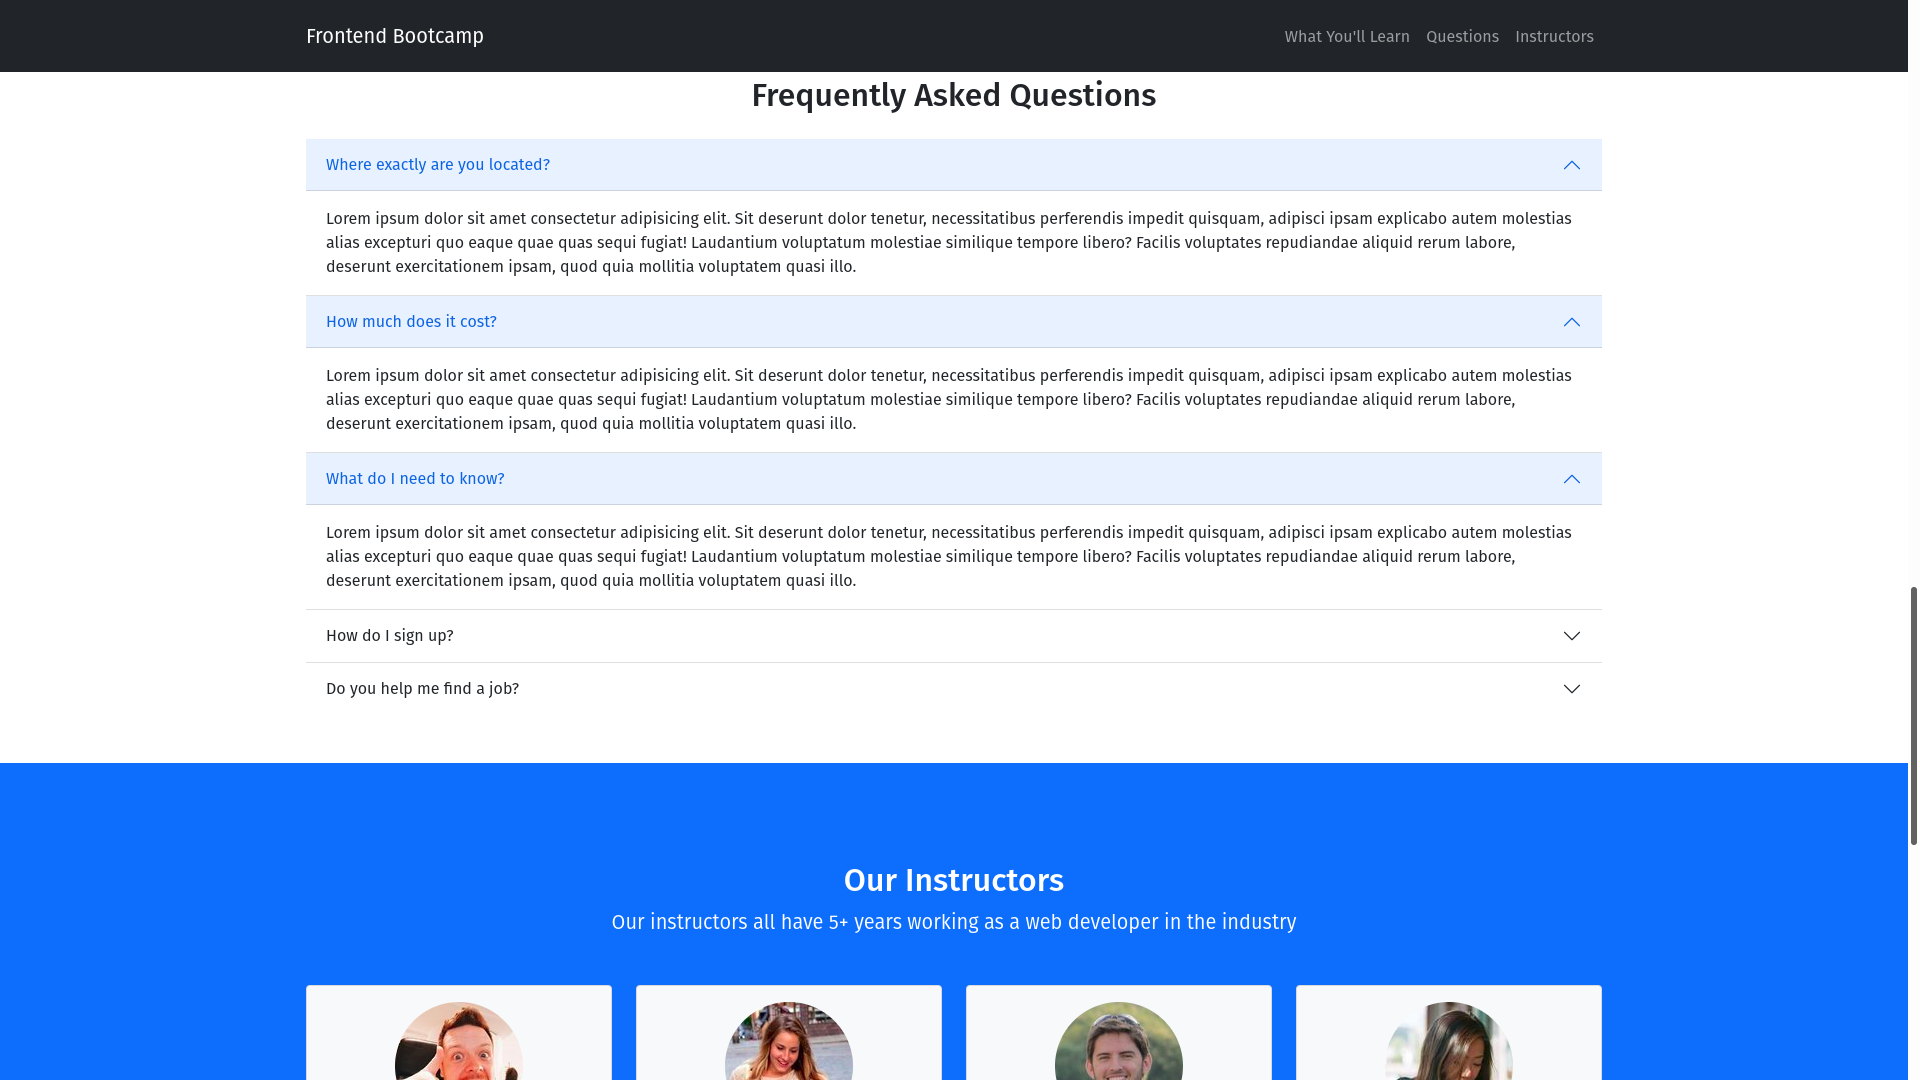 Frontend Bootcamp
What You'll Learn Questions Instructors
Frequently Asked Questions
Where exactly are you located?
Lorem ipsum dolor sit amet consectetur adipisicing elit. Sit deserunt dolor tenetur, necessitatibus perferendis impedit quisquam, adipisci ipsam explicabo autem molestias
alias excepturi quo eaque quae quas sequi fugiat! Laudantium voluptatum molestiae similique tempore libero? Facilis voluptates repudiandae aliquid rerum labore,
deserunt exercitationem ipsam, quod quia mollitia voluptatem quasi illo.
How much does it cost?
Lorem ipsum dolor sit amet consectetur adipisicing elit. Sit deserunt dolor tenetur, necessitatibus perferendis impedit quisquam, adipisci ipsam explicabo autem molestias
alias excepturi quo eaque quae quas sequi fugiat! Laudantium voluptatum molestiae similique tempore libero? Facilis voluptates repudiandae aliquid rerum labore,
deserunt exercitationem ipsam, quod quia mollitia voluptatem quasi illo.
What do I need to know?
Lorem ipsum dolor sit amet consectetur adipisicing elit. Sit deserunt dolor tenetur, necessitatibus perferendis impedit quisquam, adipisci ipsam explicabo autem molestias
alias excepturi quo eaque quae quas sequi fugiat! Laudantium voluptatum molestiae similique tempore libero? Facilis voluptates repudiandae aliquid rerum labore,
deserunt exercitationem ipsam, quod quia mollitia voluptatem quasi illo.
How do I sign up?
Do you help me find a job?
Our Instructors
Our instructors all have 5+ years working as a web developer in the industry